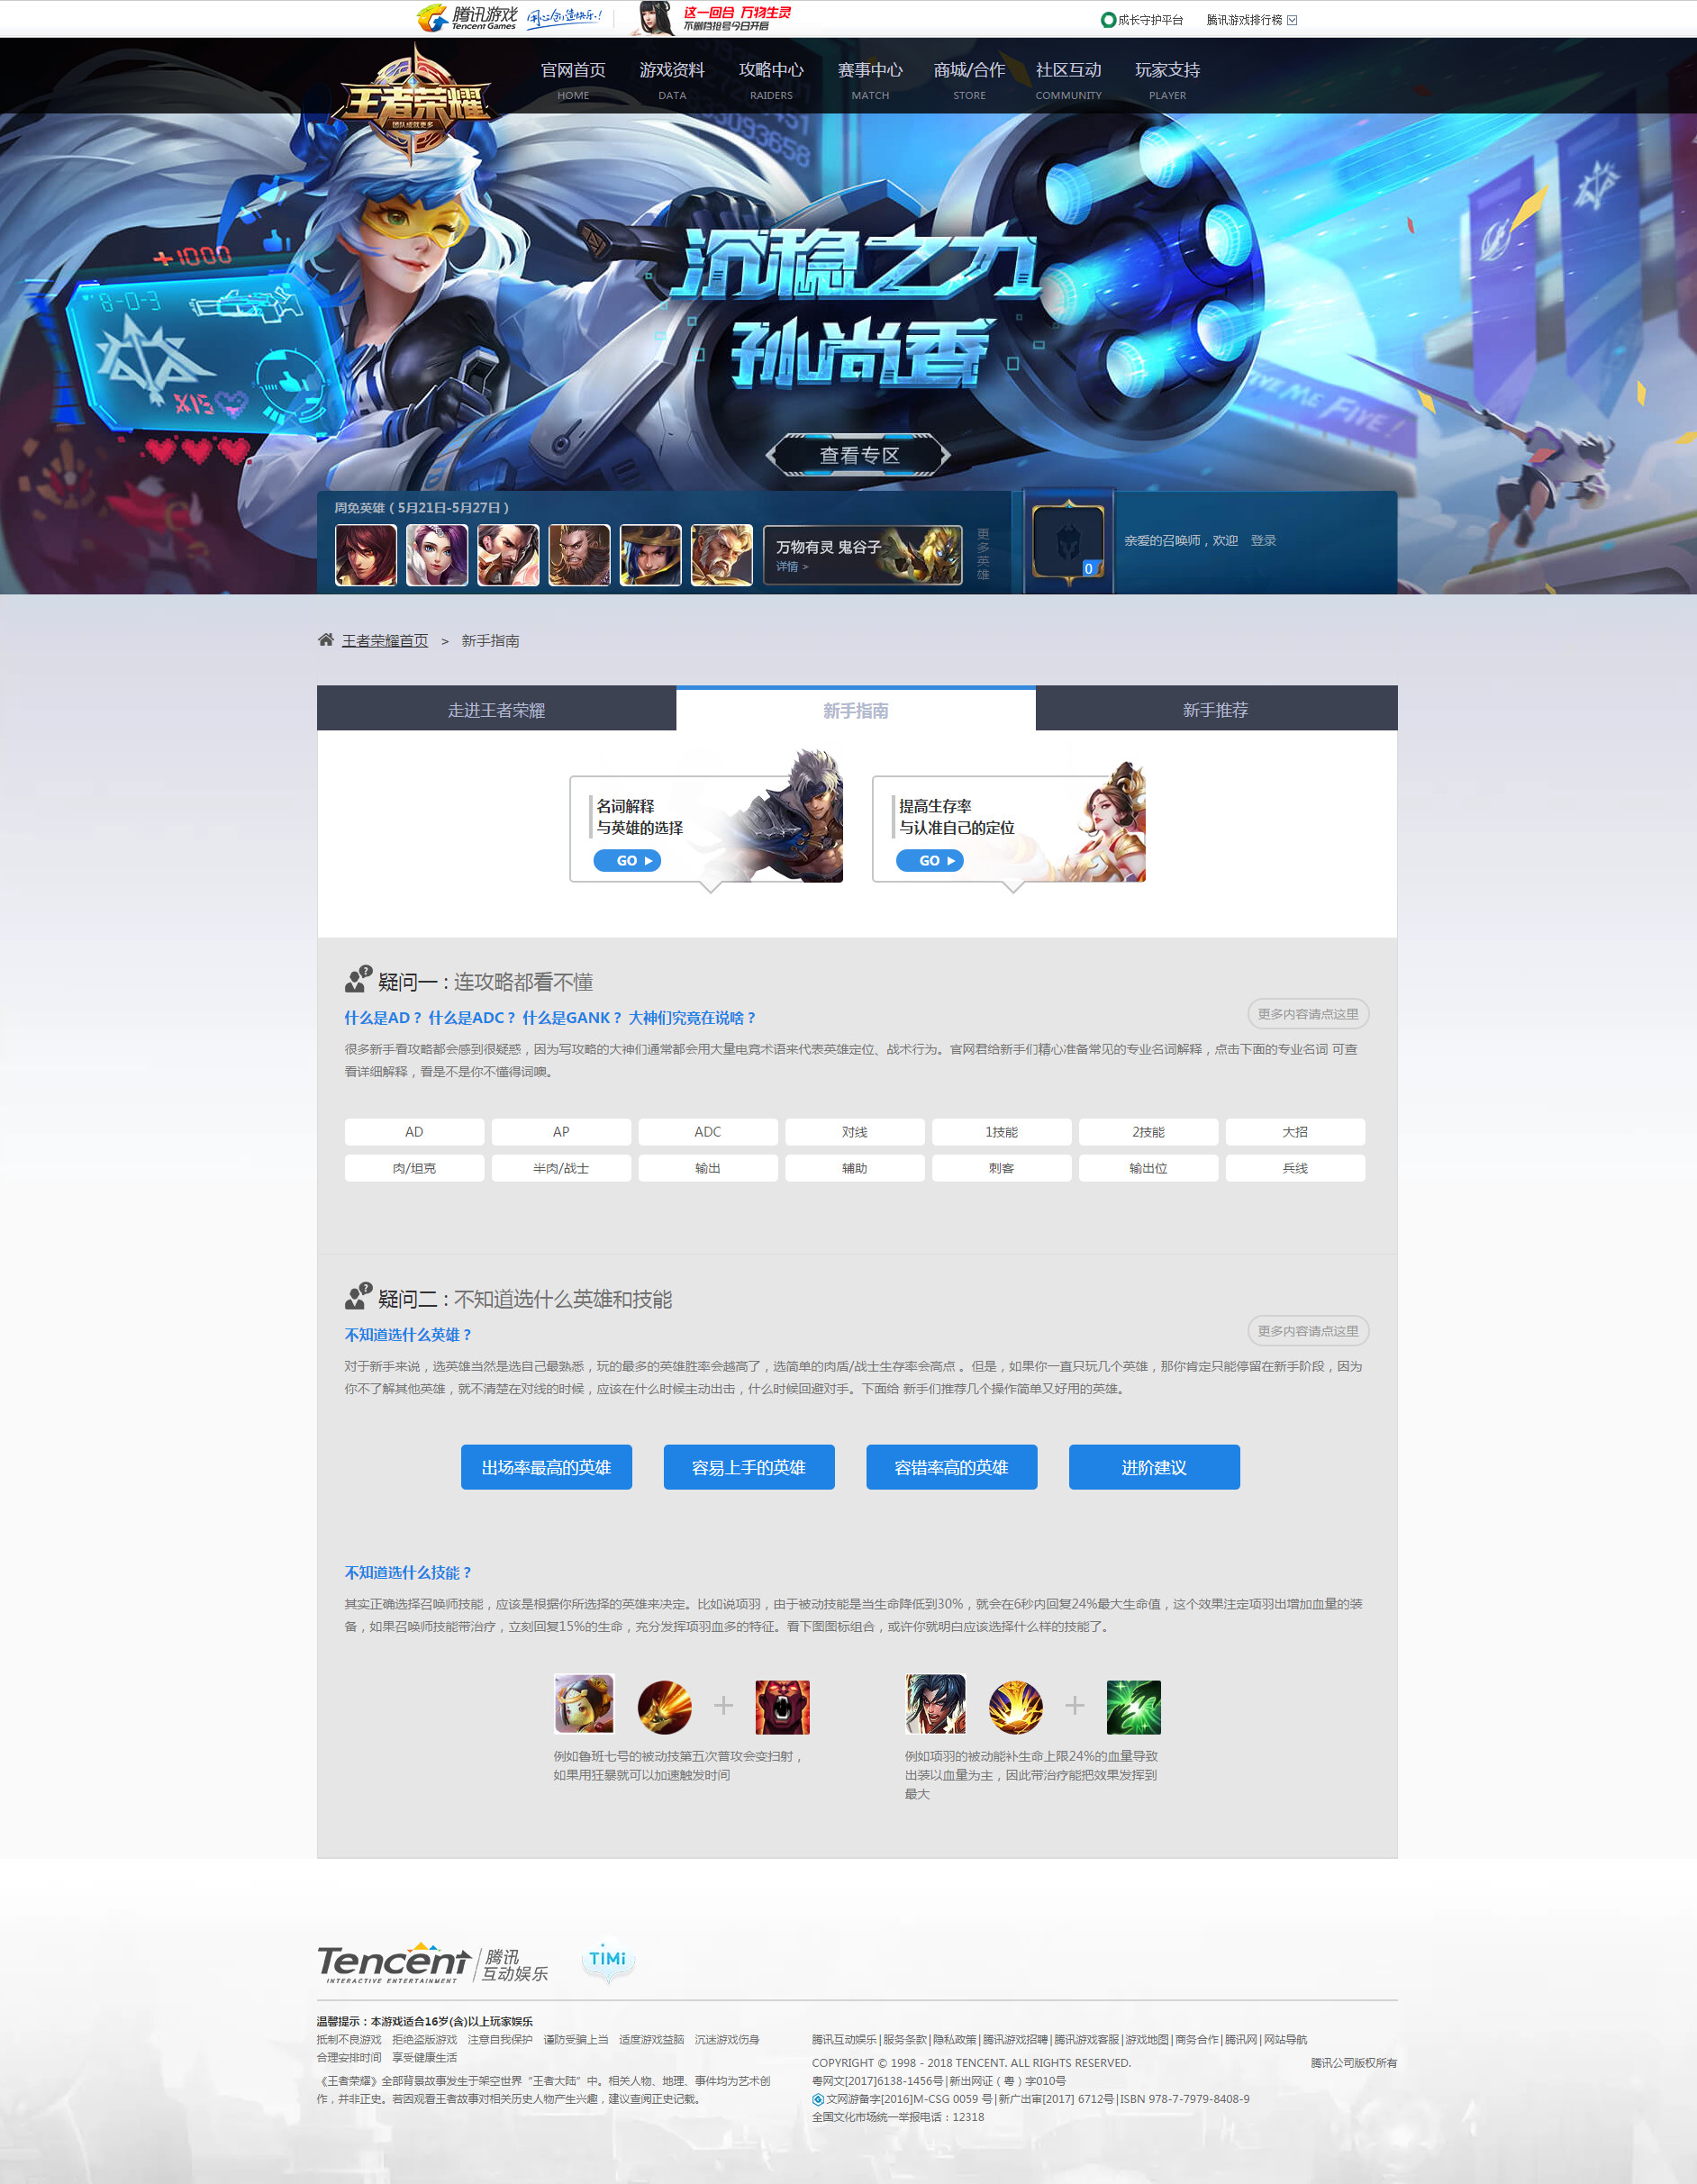 腾讯游戏
Tencent Games
用心创造快乐!
这一回合 万物生灵
不删档抢号今日开启
成长守护平台
腾讯游戏排行榜
王者荣耀
团队成就更多
官网首页 游戏资料 攻略中心 赛事中心 商城/合作 社区互动 玩家支持
HOME DATA RAIDERS MATCH STORE COMMUNITY PLAYER
+1000
8-0-3
X15
沉稳之力
孙尚香
GIVE ME FIVE!
查看专区
周免英雄（5月21日-5月27日）
万物有灵 鬼谷子
详情 >
更多英雄
0
亲爱的召唤师，欢迎 登录
王者荣耀首页 > 新手指南
走进王者荣耀 新手指南 新手推荐
名词解释
与英雄的选择
GO
提高生存率
与认准自己的定位
GO
疑问一 : 连攻略都看不懂
什么是AD？ 什么是ADC？ 什么是GANK？ 大神们究竟在说啥？
更多内容请点这里
很多新手看攻略都会感到很疑惑，因为写攻略的大神们通常都会用大量电竞术语来代表英雄定位、战术行为。官网君给新手们精心准备常见的专业名词解释，点击下面的专业名词 可查
看详细解释，看是不是你不懂得词噢。
AD AP ADC 对线 1技能 2技能 大招
肉/坦克 半肉/战士 输出 辅助 刺客 输出位 兵线
疑问二 : 不知道选什么英雄和技能
不知道选什么英雄？
更多内容请点这里
对于新手来说，选英雄当然是选自己最熟悉，玩的最多的英雄胜率会越高了，选简单的肉盾/战士生存率会高点 。但是，如果你一直只玩几个英雄，那你肯定只能停留在新手阶段，因为
你不了解其他英雄，就不清楚在对线的时候，应该在什么时候主动出击，什么时候回避对手。下面给 新手们推荐几个操作简单又好用的英雄。
出场率最高的英雄 容易上手的英雄 容错率高的英雄 进阶建议
不知道选什么技能？
其实正确选择召唤师技能，应该是根据你所选择的英雄来决定。比如说项羽，由于被动技能是当生命降低到30%，就会在6秒内回复24%最大生命值，这个效果注定项羽出增加血量的装
备，如果召唤师技能带治疗，立刻回复15%的生命，充分发挥项羽血多的特征。看下图图标组合，或许你就明白应该选择什么样的技能了。
例如鲁班七号的被动技第五次普攻会变扫射，
如果用狂暴就可以加速触发时间
例如项羽的被动能补生命上限24%的血量导致
出装以血量为主，因此带治疗能把效果发挥到
最大
Tencent 腾讯
INTERACTIVE ENTERTAINMENT 互动娱乐
TiMi
温馨提示：本游戏适合16岁(含)以上玩家娱乐
抵制不良游戏 拒绝盗版游戏 注意自我保护 谨防受骗上当 适度游戏益脑 沉迷游戏伤身
合理安排时间 享受健康生活
《王者荣耀》全部背景故事发生于架空世界“王者大陆”中。相关人物、地理、事件均为艺术创
作，并非正史。若因观看王者故事对相关历史人物产生兴趣，建议查阅正史记载。
腾讯互动娱乐|服务条款|隐私政策|腾讯游戏招聘|腾讯游戏客服|游戏地图|商务合作|腾讯网|网站导航
COPYRIGHT © 1998 - 2018 TENCENT. ALL RIGHTS RESERVED. 腾讯公司版权所有
粤网文[2017]6138-1456号|新出网证（粤）字010号
文网游备字[2016]M-CSG 0059 号|新广出审[2017] 6712号|ISBN 978-7-7979-8408-9
全国文化市场统一举报电话：12318